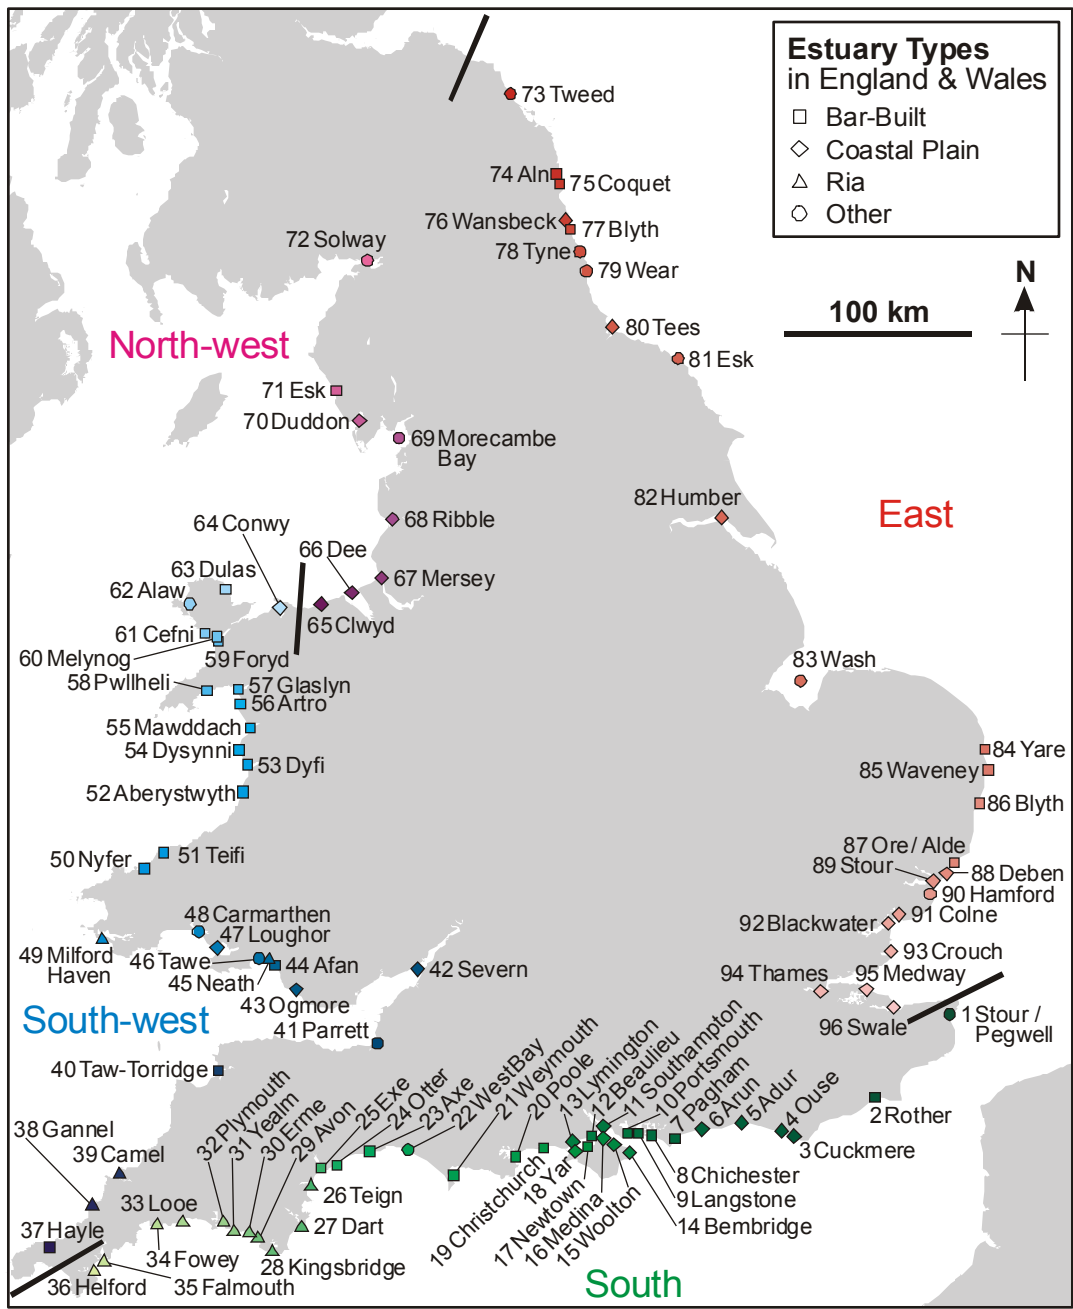 Estuary Types
in England & Wales
Bar-Built
Coastal Plain
Ria
Other
N
100 km
73 Tweed
74 Aln
75 Coquet
76 Wansbeck
77 Blyth
78 Tyne
79 Wear
72 Solway
80 Tees
81 Esk
North-west
71 Esk
70 Duddon
69 Morecambe
Bay
82 Humber
East
68 Ribble
64 Conwy
66 Dee
67 Mersey
63 Dulas
62 Alaw
65 Clwyd
61 Cefni
60 Melynog
59 Foryd
58 Pwllheli
57 Glaslyn
56 Artro
55 Mawddach
54 Dysynni
53 Dyfi
52 Aberystwyth
83 Wash
84 Yare
85 Waveney
86 Blyth
87 Ore / Alde
89 Stour
88 Deben
90 Hamford
91 Colne
92 Blackwater
93 Crouch
94 Thames
95 Medway
96 Swale
51 Teifi
50 Nyfer
48 Carmarthen
47 Loughor
49 Milford
Haven
46 Tawe
45 Neath
44 Afan
43 Ogmore
42 Severn
41 Parrett
South-west
40 Taw-Torridge
1 Stour /
Pegwell
2 Rother
3 Cuckmere
4 Ouse
5 Adur
6 Arun
7 Pagham
10 Portsmouth
11 Southampton
12 Beaulieu
13 Lymington
20 Poole
21 Weymouth
22 WestBay
23 Axe
24 Otter
25 Exe
29 Avon
30 Erme
31 Yealm
32 Plymouth
38 Gannel
39 Camel
33 Looe
37 Hayle
34 Fowey
36 Helford
35 Falmouth
26 Teign
27 Dart
28 Kingsbridge
19 Christchurch
18 Yar
17 Newtown
16 Medina
15 Woolton
8 Chichester
9 Langstone
14 Bembridge
South